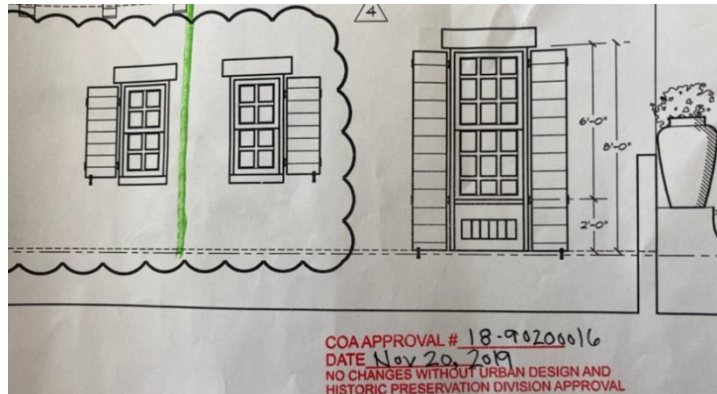 4
6'-0"
8'-0"
2'-0"
COA APPROVAL # 18-90200016
DATE Nov 20, 2019
NO CHANGES WITHOUT URBAN DESIGN AND
HISTORIC PRESERVATION DIVISION APPROVAL